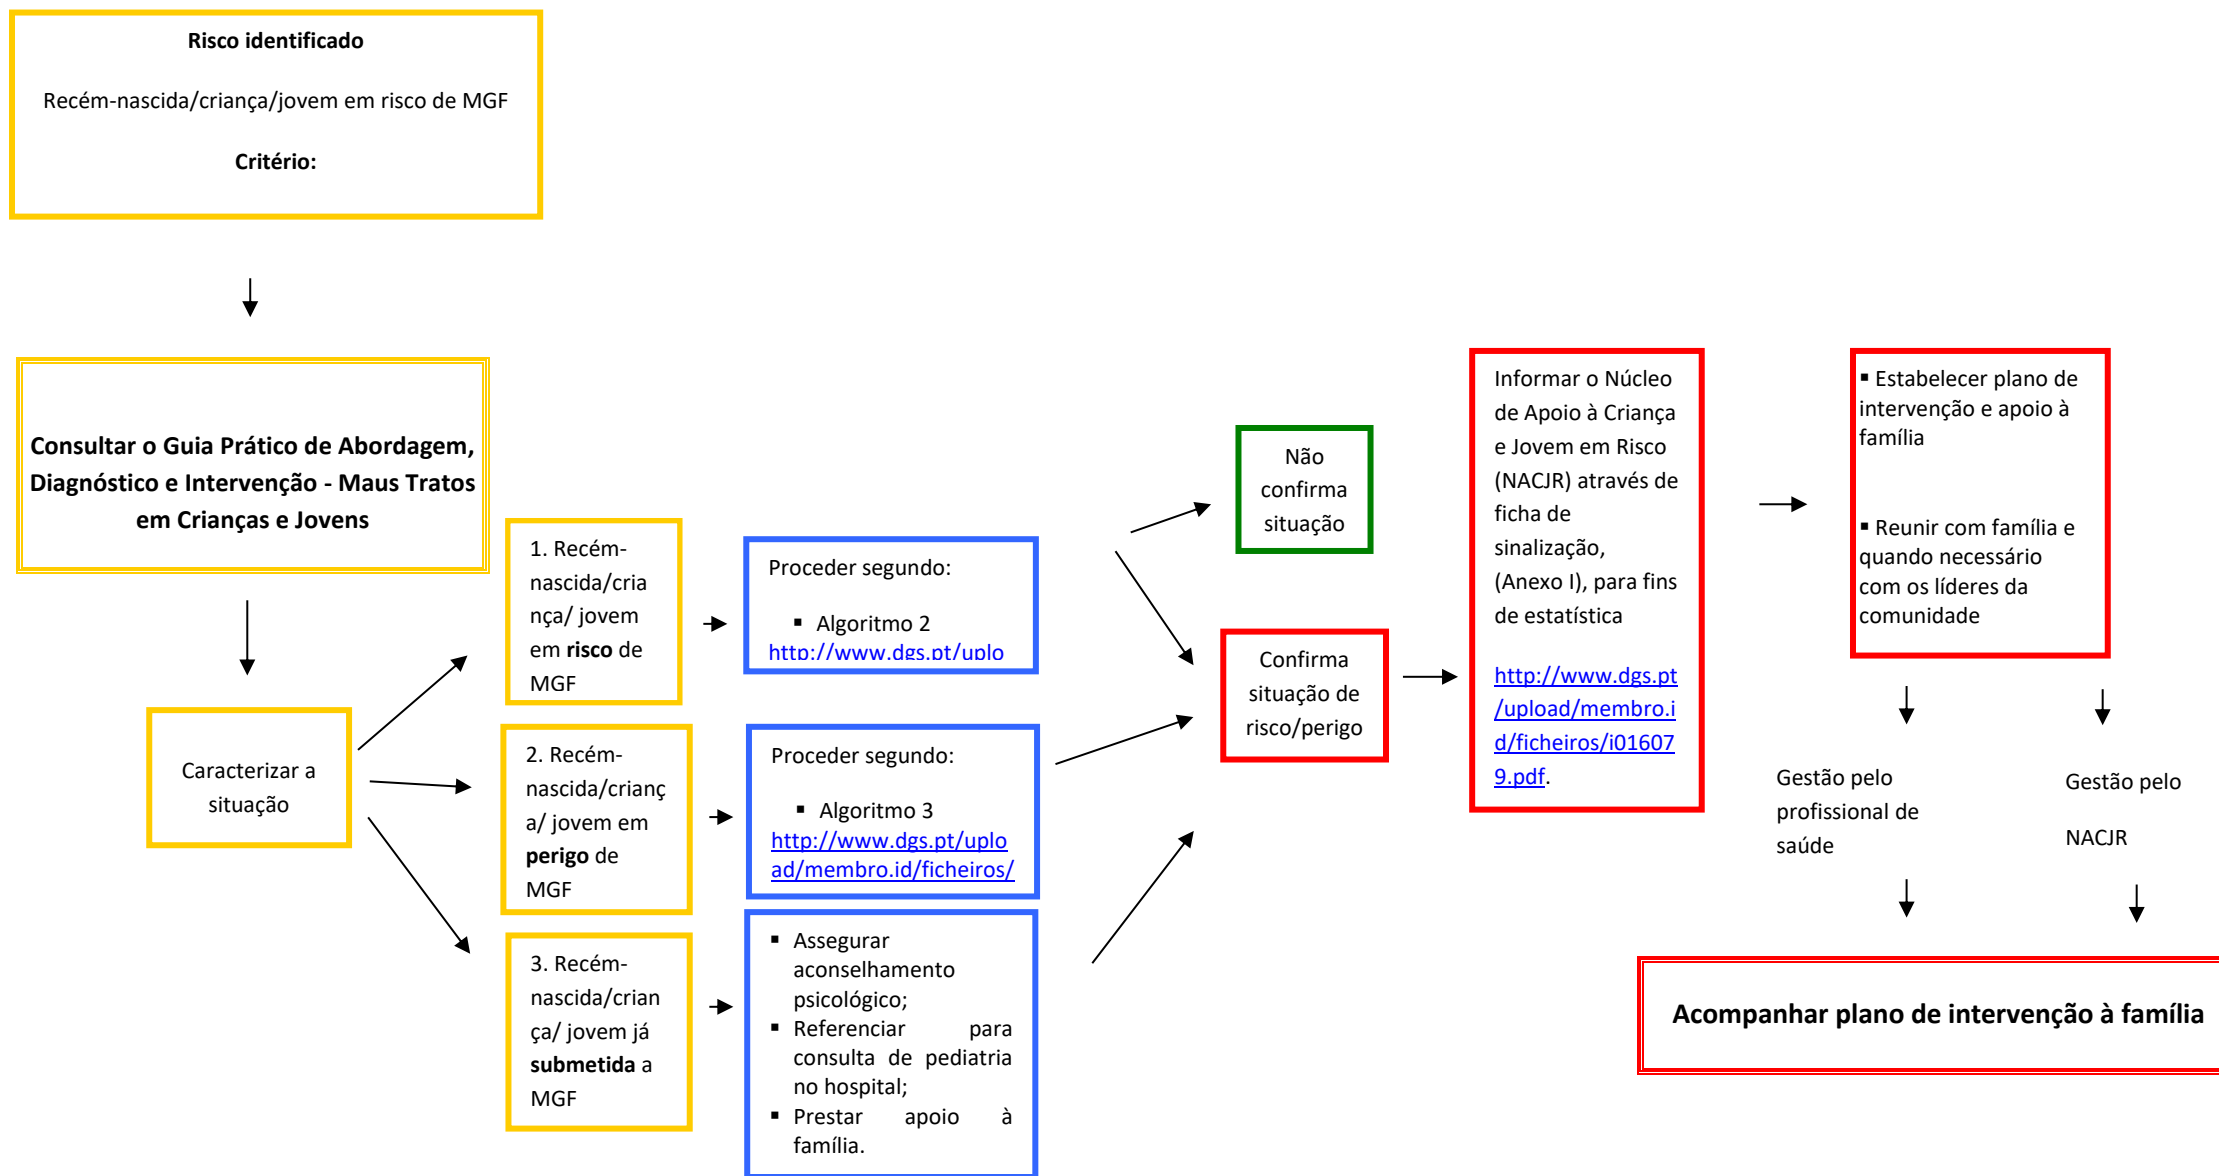 Risco identificado
Recém-nascida/criança/jovem em risco de MGF
Critério:
Consultar o Guia Prático de Abordagem,
Diagnóstico e Intervenção - Maus Tratos
em Crianças e Jovens
Caracterizar a
situação
1. Recém-
nascida/cria
nça/ jovem
em risco de
MGF
2. Recém-
nascida/crianç
a/ jovem em
perigo de
MGF
3. Recém-
nascida/crian
ça/ jovem já
submetida a
MGF
Proceder segundo:
▪ Algoritmo 2
http://www.dgs.pt/uplo
Proceder segundo:
▪ Algoritmo 3
http://www.dgs.pt/uplo
ad/membro.id/ficheiros/
▪ Assegurar
aconselhamento
psicológico;
▪ Referenciar para
consulta de pediatria
no hospital;
▪ Prestar apoio à
família.
Não
confirma
situação
Confirma
situação de
risco/perigo
Informar o Núcleo
de Apoio à Criança
e Jovem em Risco
(NACJR) através de
ficha de
sinalização,
(Anexo I), para fins
de estatística
http://www.dgs.pt
/upload/membro.i
d/ficheiros/i01607
9.pdf.
▪ Estabelecer plano de
intervenção e apoio à
família
▪ Reunir com família e
quando necessário
com os líderes da
comunidade
Gestão pelo
profissional de
saúde
Gestão pelo
NACJR
Acompanhar plano de intervenção à família